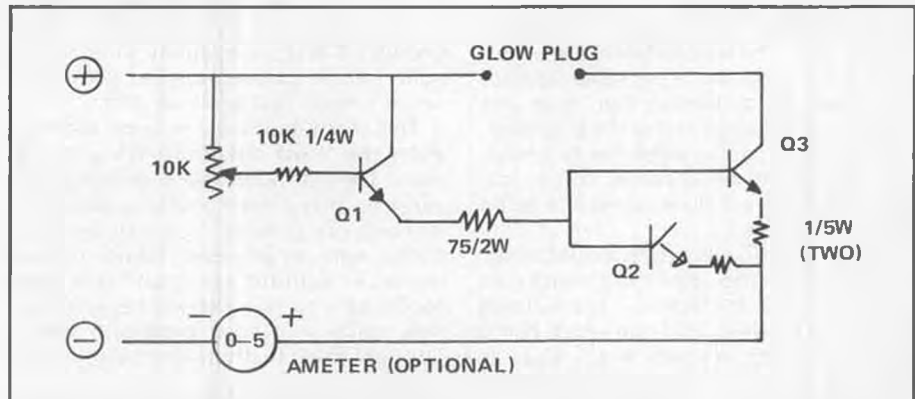 GLOW PLUG
+
10K 1/4W
10K
Q3
Q1
75/2W
1/5W
(TWO)
Q2
−
− +
0–5
AMETER (OPTIONAL)